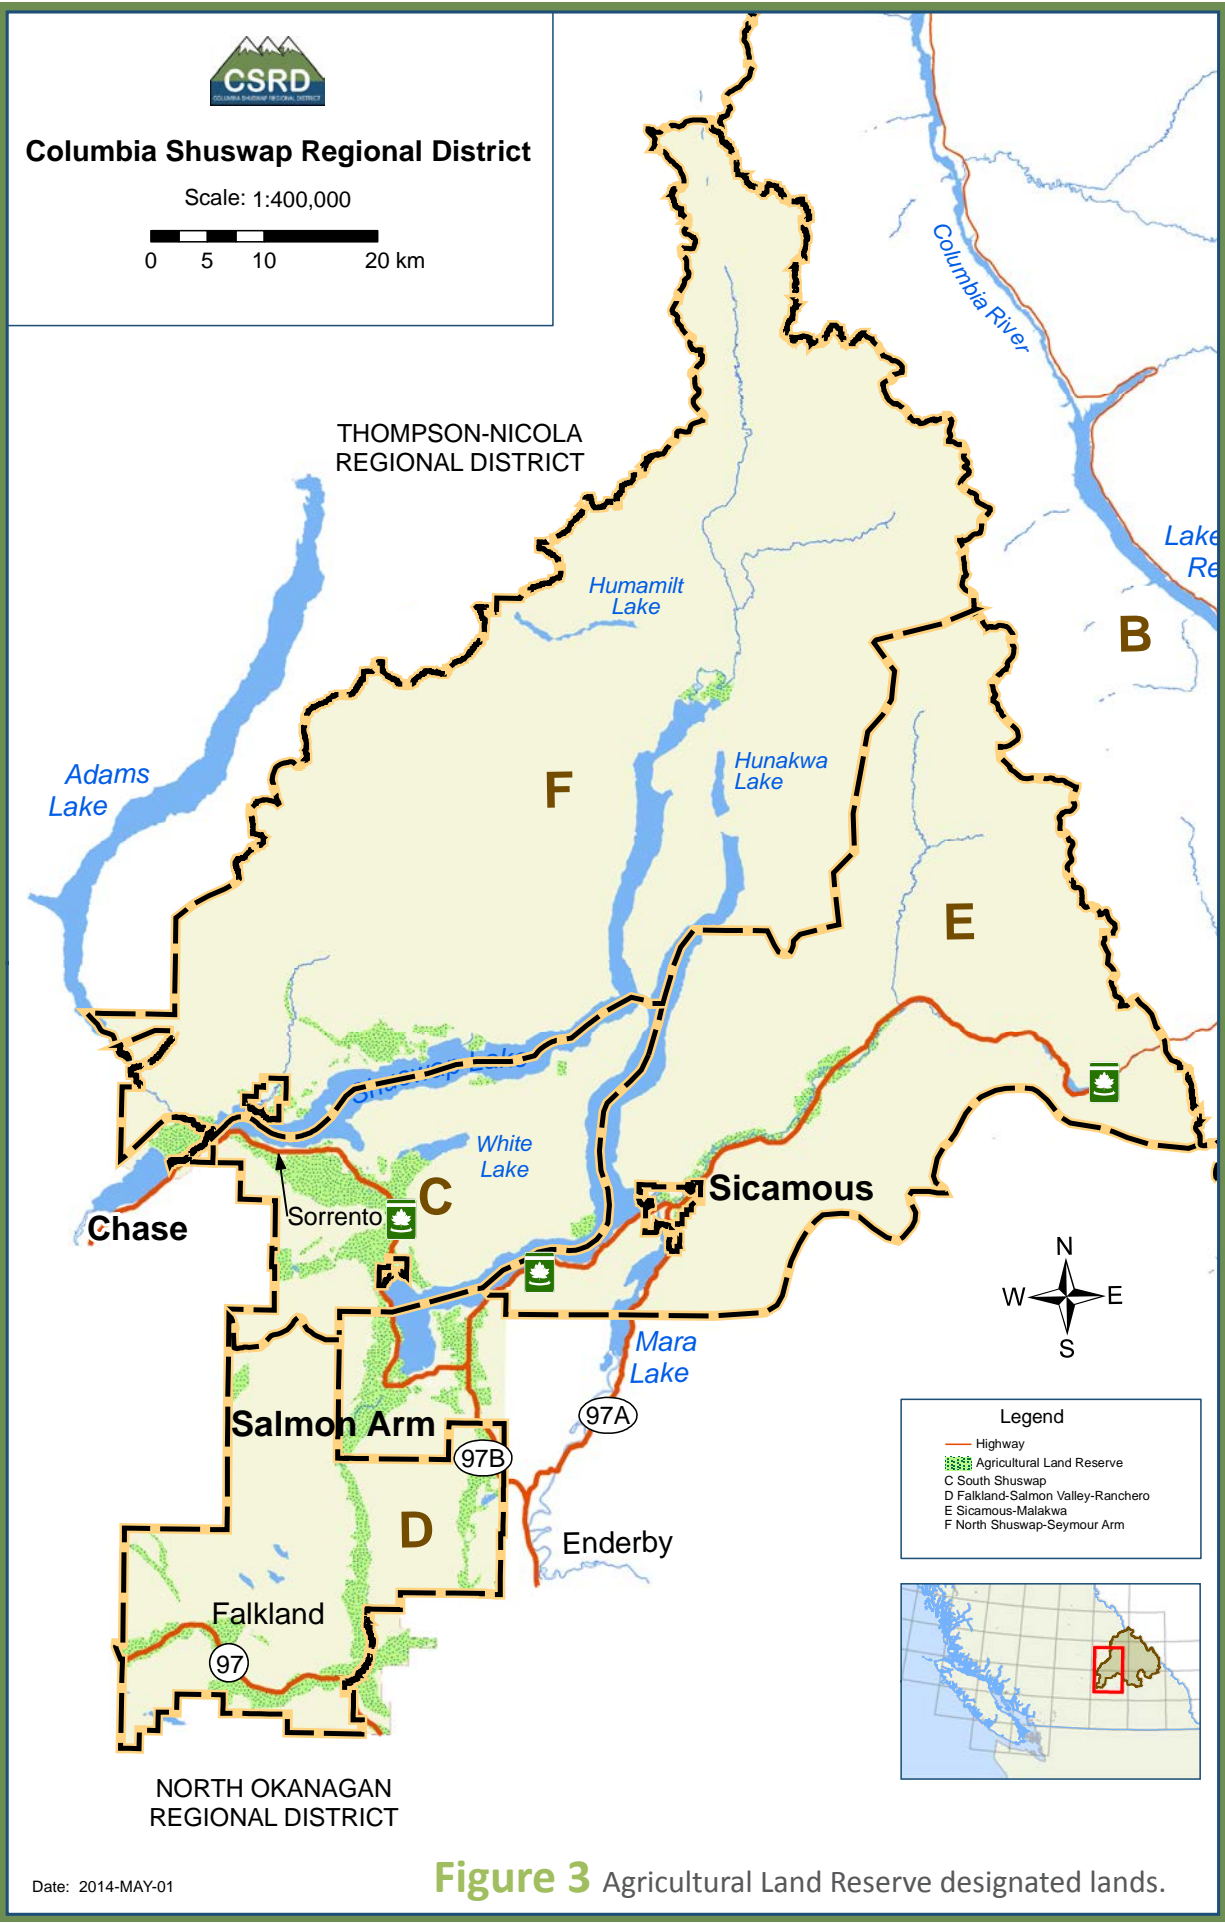 CSRD
COLUMBIA SHUSWAP REGIONAL DISTRICT
Columbia Shuswap Regional District
Scale: 1:400,000
0 5 10 20 km
Columbia River
THOMPSON-NICOLA
REGIONAL DISTRICT
Lake
Re
Humamilt
Lake
B
Hunakwa
Lake
Adams
Lake
F
E
Shuswap Lake
White
Lake
C
Sicamous
Sorrento
Chase
N
W E
S
Mara
Lake
97A
Salmon Arm
97B
Legend
Highway
Agricultural Land Reserve
C South Shuswap
D Falkland-Salmon Valley-Ranchero
E Sicamous-Malakwa
F North Shuswap-Seymour Arm
D
Enderby
Falkland
97
NORTH OKANAGAN
REGIONAL DISTRICT
Figure 3 Agricultural Land Reserve designated lands.
Date: 2014-MAY-01